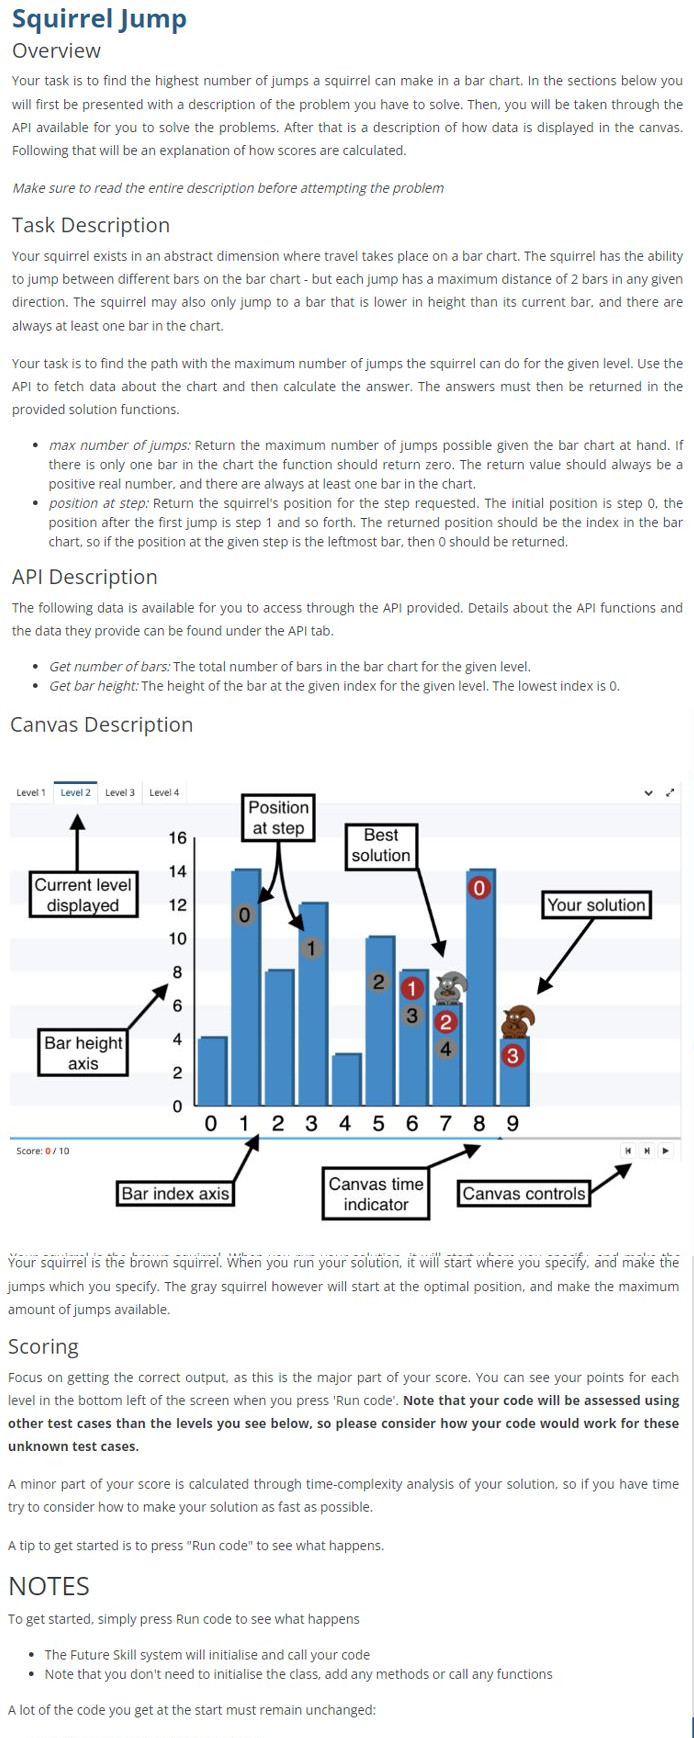 Squirrel Jump
Overview
Your task is to find the highest number of jumps a squirrel can make in a bar chart. In the sections below you
will first be presented with a description of the problem you have to solve. Then, you will be taken through the
API available for you to solve the problems. After that is a description of how data is displayed in the canvas.
Following that will be an explanation of how scores are calculated.
Make sure to read the entire description before attempting the problem
Task Description
Your squirrel exists in an abstract dimension where travel takes place on a bar chart. The squirrel has the ability
to jump between different bars on the bar chart - but each jump has a maximum distance of 2 bars in any given
direction. The squirrel may also only jump to a bar that is lower in height than its current bar, and there are
always at least one bar in the chart.
Your task is to find the path with the maximum number of jumps the squirrel can do for the given level. Use the
API to fetch data about the chart and then calculate the answer. The answers must then be returned in the
provided solution functions.
• max number of jumps: Return the maximum number of jumps possible given the bar chart at hand. If
there is only one bar in the chart the function should return zero. The return value should always be a
positive real number, and there are always at least one bar in the chart.
• position at step: Return the squirrel's position for the step requested. The initial position is step 0, the
position after the first jump is step 1 and so forth. The returned position should be the index in the bar
chart, so if the position at the given step is the leftmost bar, then 0 should be returned.
API Description
The following data is available for you to access through the API provided. Details about the API functions and
the data they provide can be found under the API tab.
• Get number of bars: The total number of bars in the bar chart for the given level.
• Get bar height: The height of the bar at the given index for the given level. The lowest index is 0.
Canvas Description
Level 1 Level 2 Level 3 Level 4
Position
at step
Best
solution
Current level
displayed
Your solution
Bar height
axis
16
14
12
10
8
6
4
2
0
0
1
2
3
4
0
1
2
3
0 1 2 3 4 5 6 7 8 9
Score: 0 / 10
Bar index axis
Canvas time
indicator
Canvas controls
Your squirrel is the brown squirrel. When you run your solution, it will start where you specify, and make the
jumps which you specify. The gray squirrel however will start at the optimal position, and make the maximum
amount of jumps available.
Scoring
Focus on getting the correct output, as this is the major part of your score. You can see your points for each
level in the bottom left of the screen when you press 'Run code'. Note that your code will be assessed using
other test cases than the levels you see below, so please consider how your code would work for these
unknown test cases.
A minor part of your score is calculated through time-complexity analysis of your solution, so if you have time
try to consider how to make your solution as fast as possible.
A tip to get started is to press "Run code" to see what happens.
NOTES
To get started, simply press Run code to see what happens
• The Future Skill system will initialise and call your code
• Note that you don't need to initialise the class, add any methods or call any functions
A lot of the code you get at the start must remain unchanged: